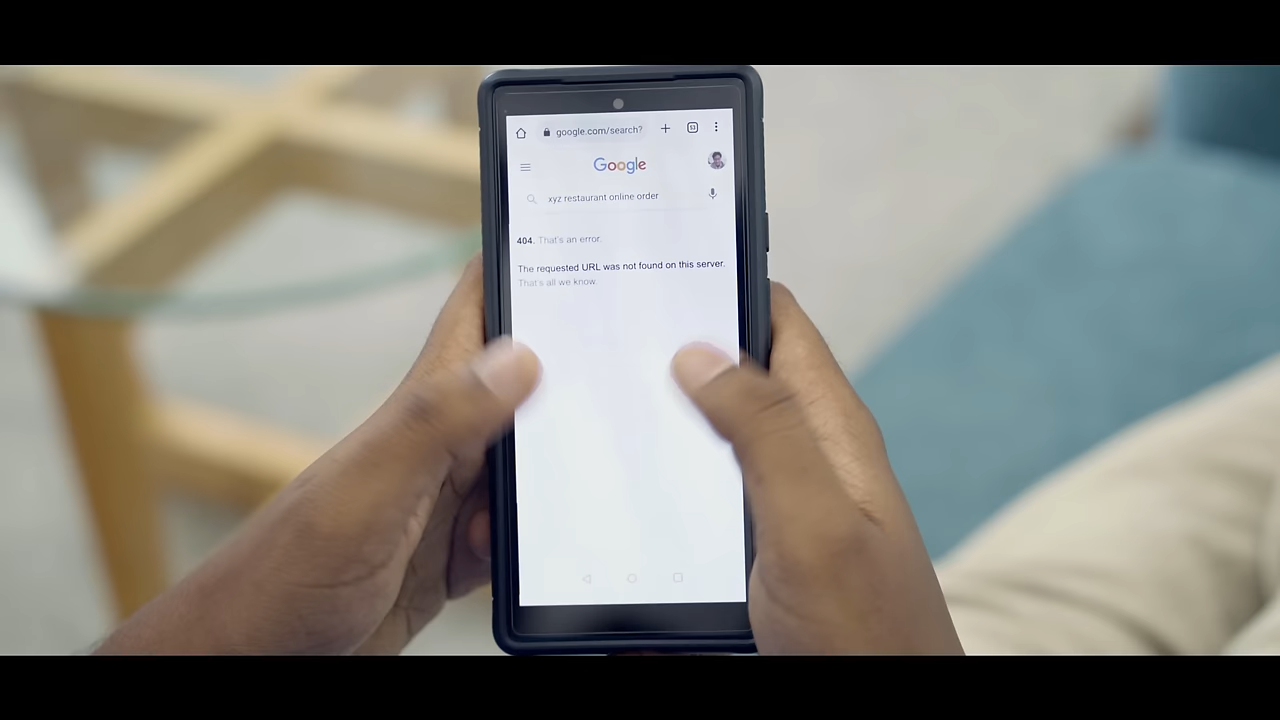 google.com/search?
53
Google
xyz restaurant online order
404. That's an error.
The requested URL was not found on this server.
That's all we know.